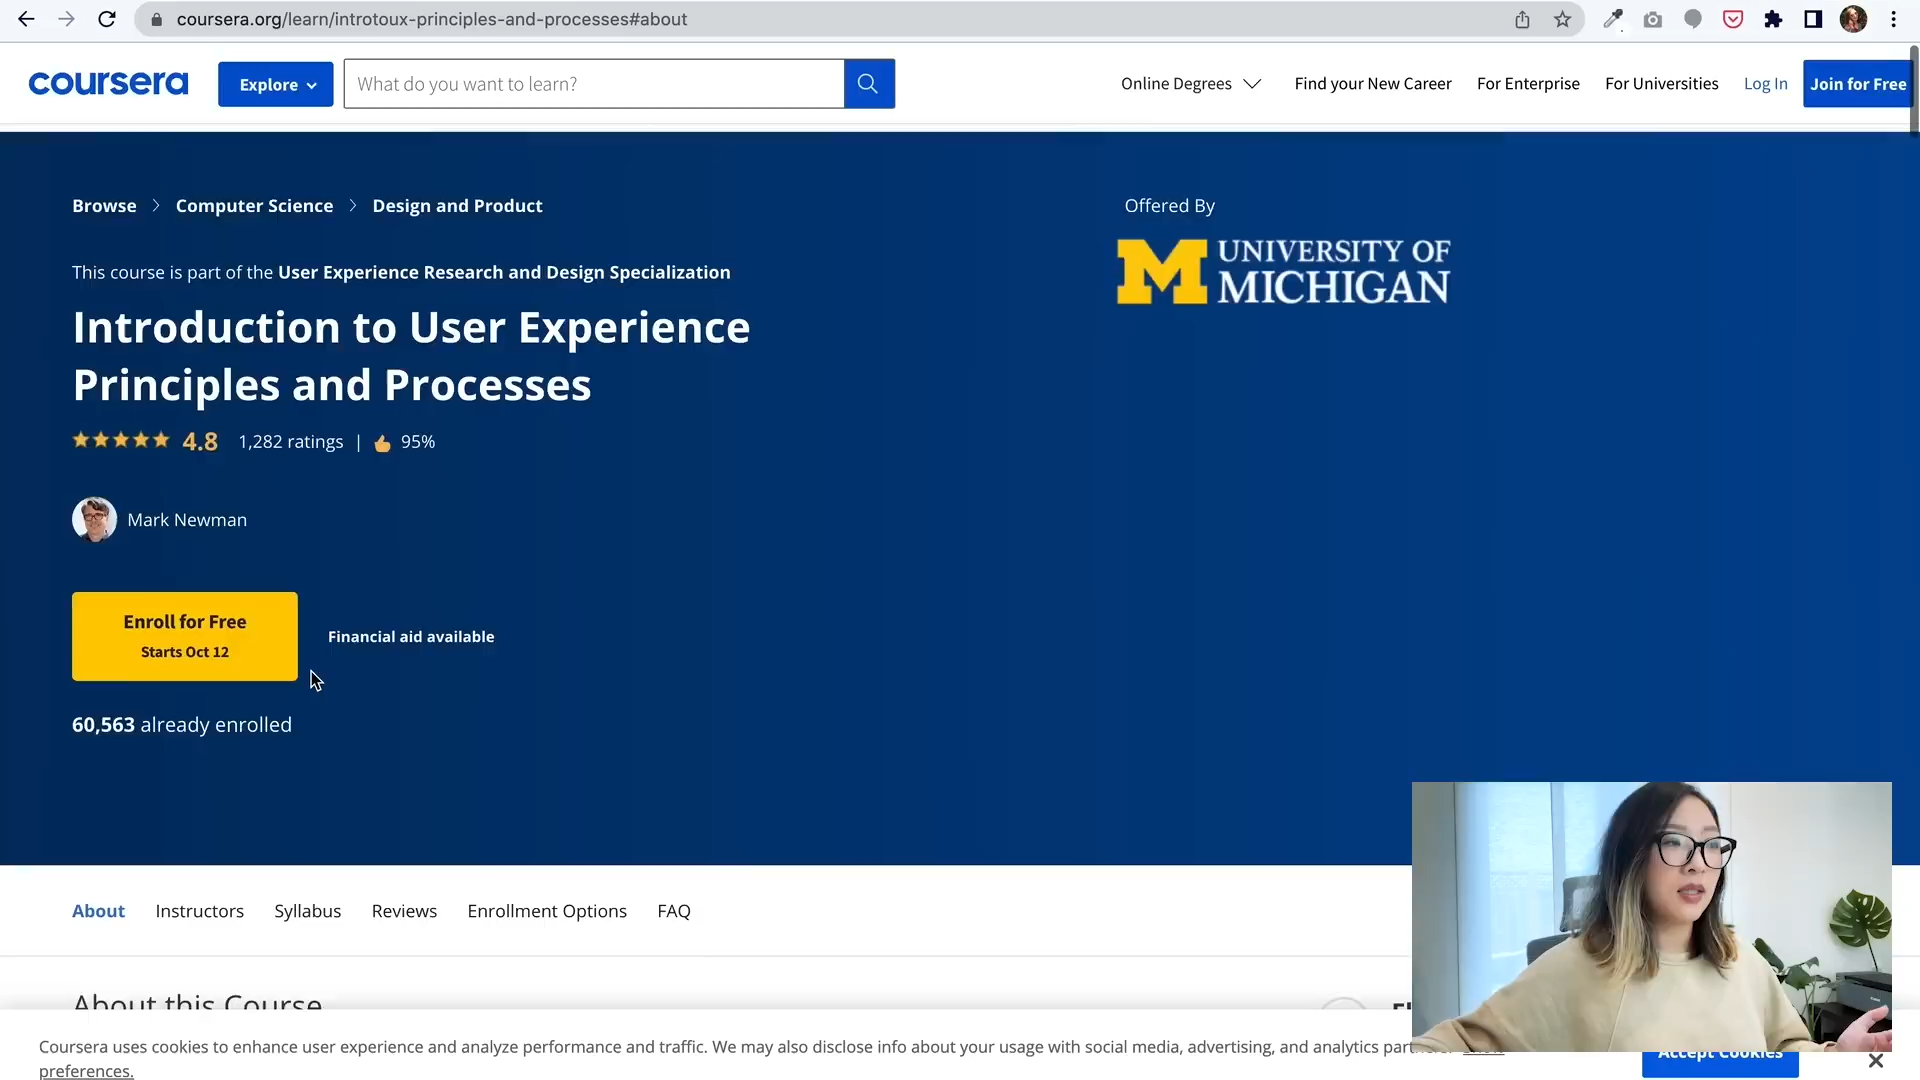 coursera.org/learn/introtoux-principles-and-processes#about
coursera
Explore
What do you want to learn?
Online Degrees
Find your New Career
For Enterprise
For Universities
Log In
Join for Free
Browse > Computer Science > Design and Product
Offered By
UNIVERSITY OF
MICHIGAN
This course is part of the User Experience Research and Design Specialization
Introduction to User Experience
Principles and Processes
4.8 1,282 ratings | 95%
Mark Newman
Enroll for Free
Starts Oct 12
Financial aid available
60,563 already enrolled
About Instructors Syllabus Reviews Enrollment Options FAQ
About this Course
Coursera uses cookies to enhance user experience and analyze performance and traffic. We may also disclose info about your usage with social media, advertising, and analytics
preferences.
Accept Cookies